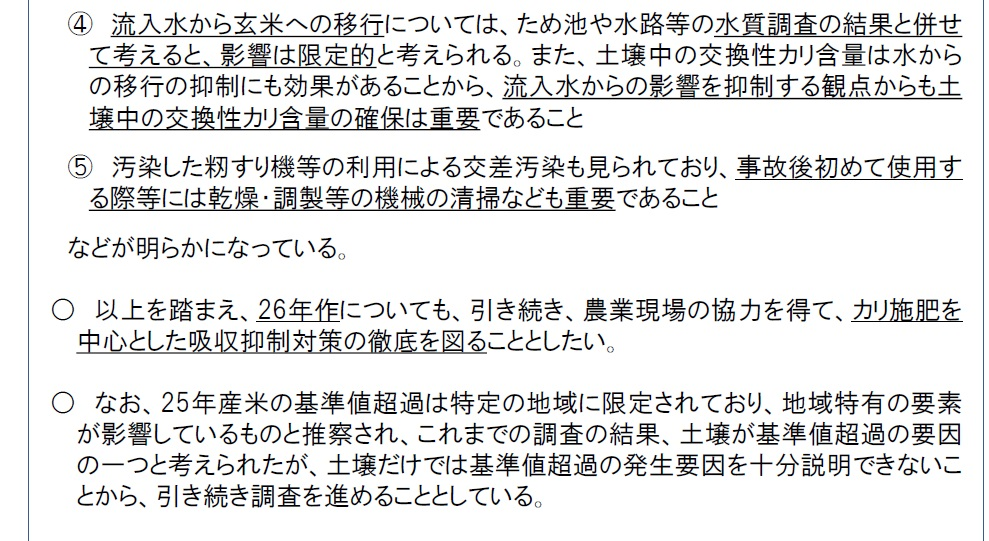 ④ 流入水から玄米への移行については、ため池や水路等の水質調査の結果と併せ
て考えると、影響は限定的と考えられる。また、土壌中の交換性カリ含量は水から
の移行の抑制にも効果があることから、流入水からの影響を抑制する観点からも土
壌中の交換性カリ含量の確保は重要であること
⑤ 汚染した籾すり機等の利用による交差汚染も見られており、事故後初めて使用す
る際等には乾燥・調製等の機械の清掃なども重要であること
などが明らかになっている。
○ 以上を踏まえ、26年作についても、引き続き、農業現場の協力を得て、カリ施肥を
中心とした吸収抑制対策の徹底を図ることとしたい。
○ なお、25年産米の基準値超過は特定の地域に限定されており、地域特有の要素
が影響しているものと推察され、これまでの調査の結果、土壌が基準値超過の要因
の一つと考えられたが、土壌だけでは基準値超過の発生要因を十分説明できないこ
とから、引き続き調査を進めることとしている。